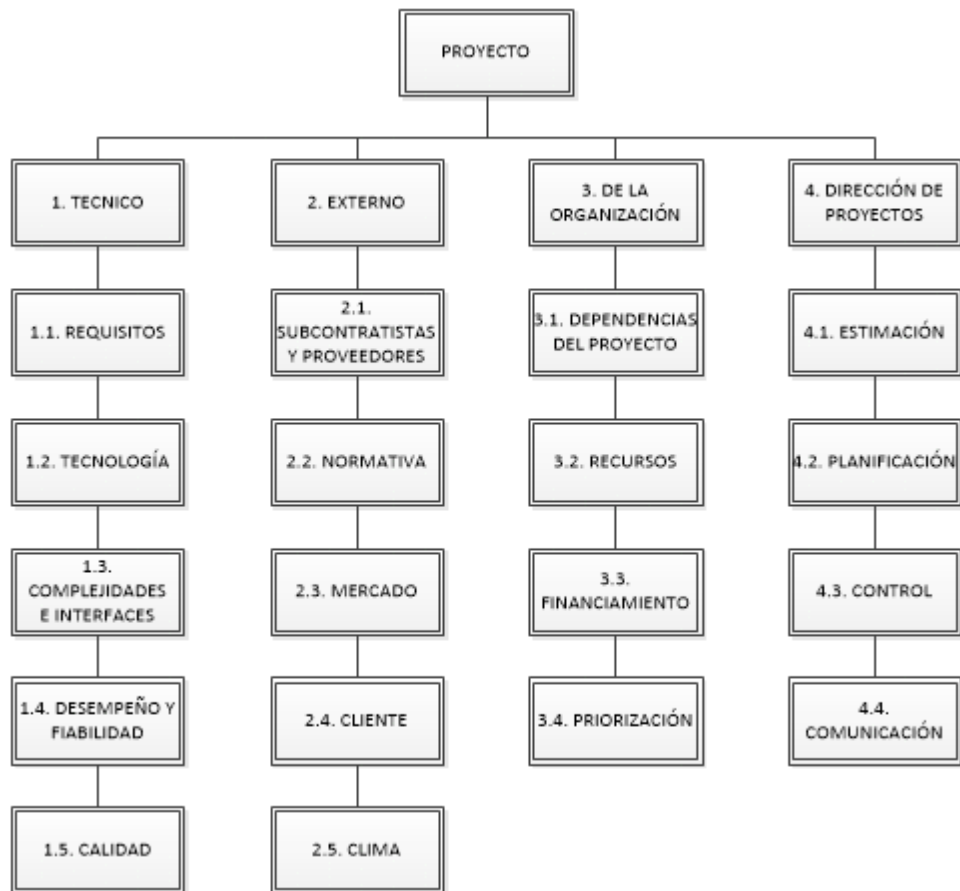 PROYECTO
1. TECNICO
2. EXTERNO
3. DE LA
ORGANIZACIÓN
4. DIRECCIÓN DE
PROYECTOS
1.1. REQUISITOS
2.1.
SUBCONTRATISTAS
Y PROVEEDORES
3.1. DEPENDENCIAS
DEL PROYECTO
4.1. ESTIMACIÓN
1.2. TECNOLOGÍA
2.2. NORMATIVA
3.2. RECURSOS
4.2. PLANIFICACIÓN
1.3.
COMPLEJIDADES
E INTERFACES
2.3. MERCADO
3.3.
FINANCIAMIENTO
4.3. CONTROL
1.4. DESEMPEÑO Y
FIABILIDAD
2.4. CLIENTE
3.4. PRIORIZACIÓN
4.4.
COMUNICACIÓN
1.5. CALIDAD
2.5. CLIMA